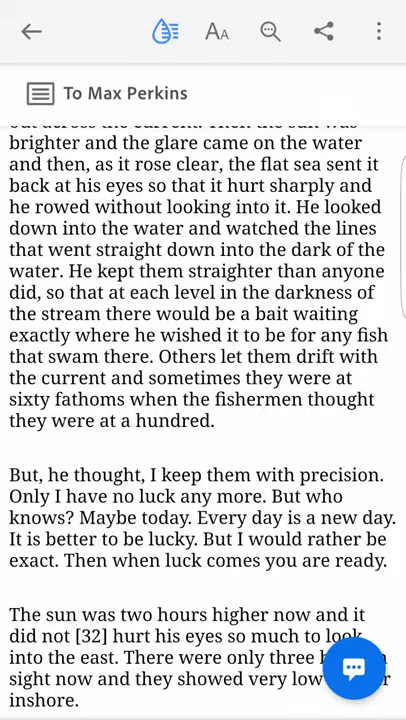 AA
To Max Perkins
out across the current. Then the sun was
brighter and the glare came on the water
and then, as it rose clear, the flat sea sent it
back at his eyes so that it hurt sharply and
he rowed without looking into it. He looked
down into the water and watched the lines
that went straight down into the dark of the
water. He kept them straighter than anyone
did, so that at each level in the darkness of
the stream there would be a bait waiting
exactly where he wished it to be for any fish
that swam there. Others let them drift with
the current and sometimes they were at
sixty fathoms when the fishermen thought
they were at a hundred.
But, he thought, I keep them with precision.
Only I have no luck any more. But who
knows? Maybe today. Every day is a new day.
It is better to be lucky. But I would rather be
exact. Then when luck comes you are ready.
The sun was two hours higher now and it
did not [32] hurt his eyes so much to look
into the east. There were only three
sight now and they showed very low
inshore.